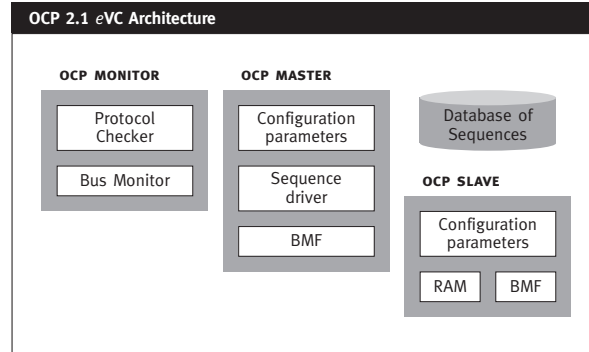 OCP 2.1 eVC Architecture
OCP MONITOR
Protocol
Checker
Bus Monitor
OCP MASTER
Configuration
parameters
Sequence
driver
BMF
Database of
Sequences
OCP SLAVE
Configuration
parameters
RAM
BMF